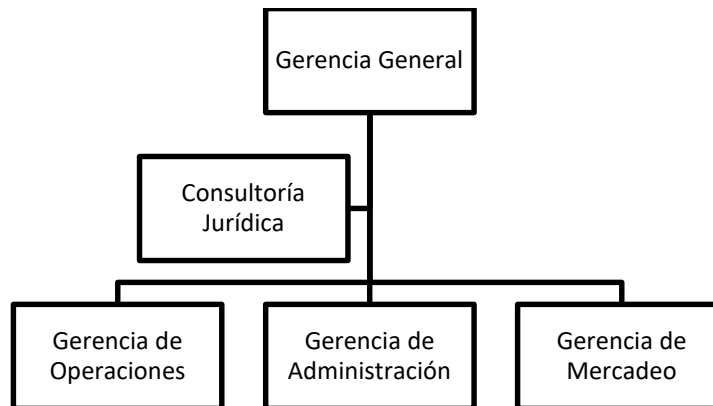 Gerencia General
Consultoría
Jurídica
Gerencia de
Operaciones
Gerencia de
Administración
Gerencia de
Mercadeo